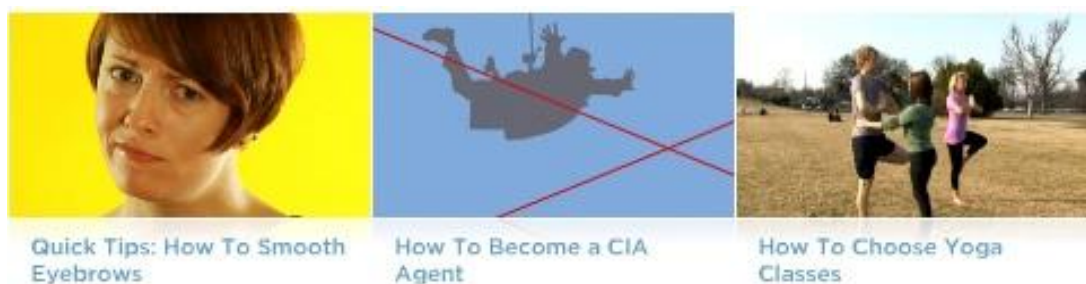 Quick Tips: How To Smooth
Eyebrows
How To Become a CIA
Agent
How To Choose Yoga
Classes